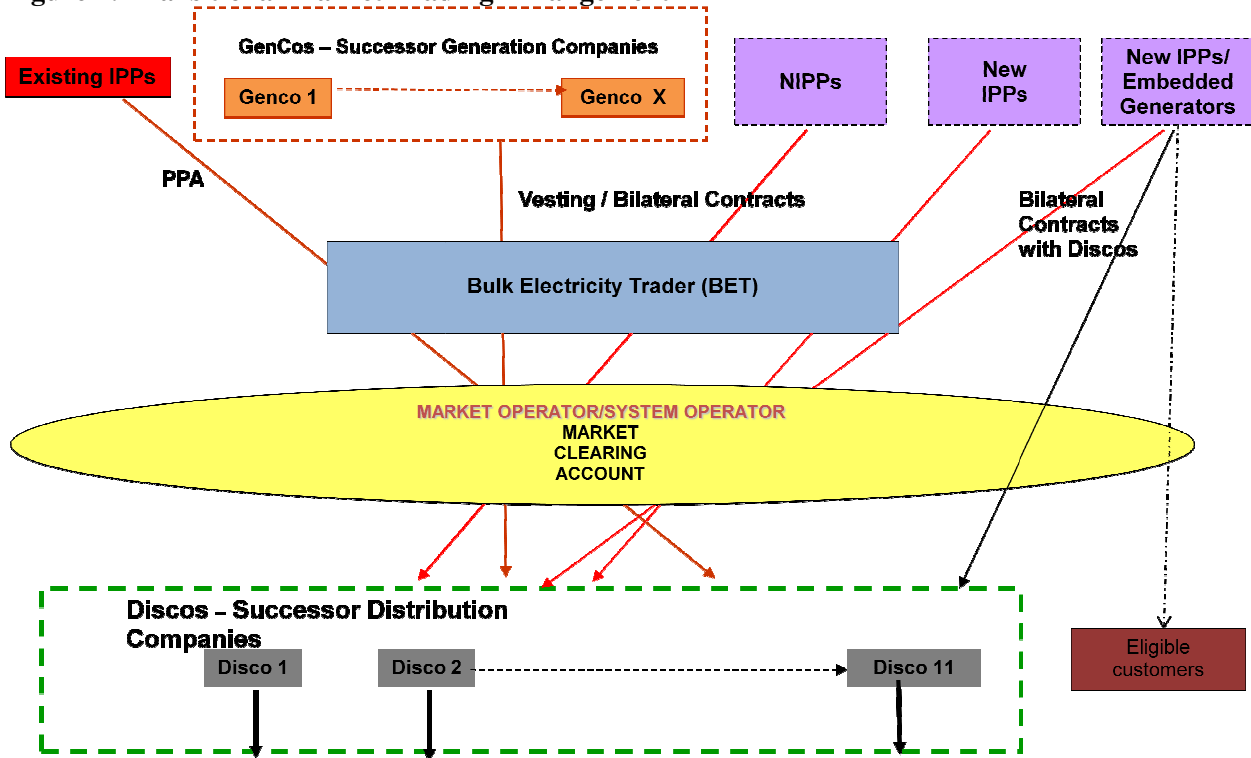 GenCos – Successor Generation Companies
Existing IPPs
Genco 1
Genco X
NIPPs
New
IPPs
New IPPs/
Embedded
Generators
PPA
Vesting / Bilateral Contracts
Bilateral
Contracts
with Discos
Bulk Electricity Trader (BET)
MARKET OPERATOR/SYSTEM OPERATOR
MARKET
CLEARING
ACCOUNT
Discos – Successor Distribution
Companies
Disco 1
Disco 2
Disco 11
Eligible
customers